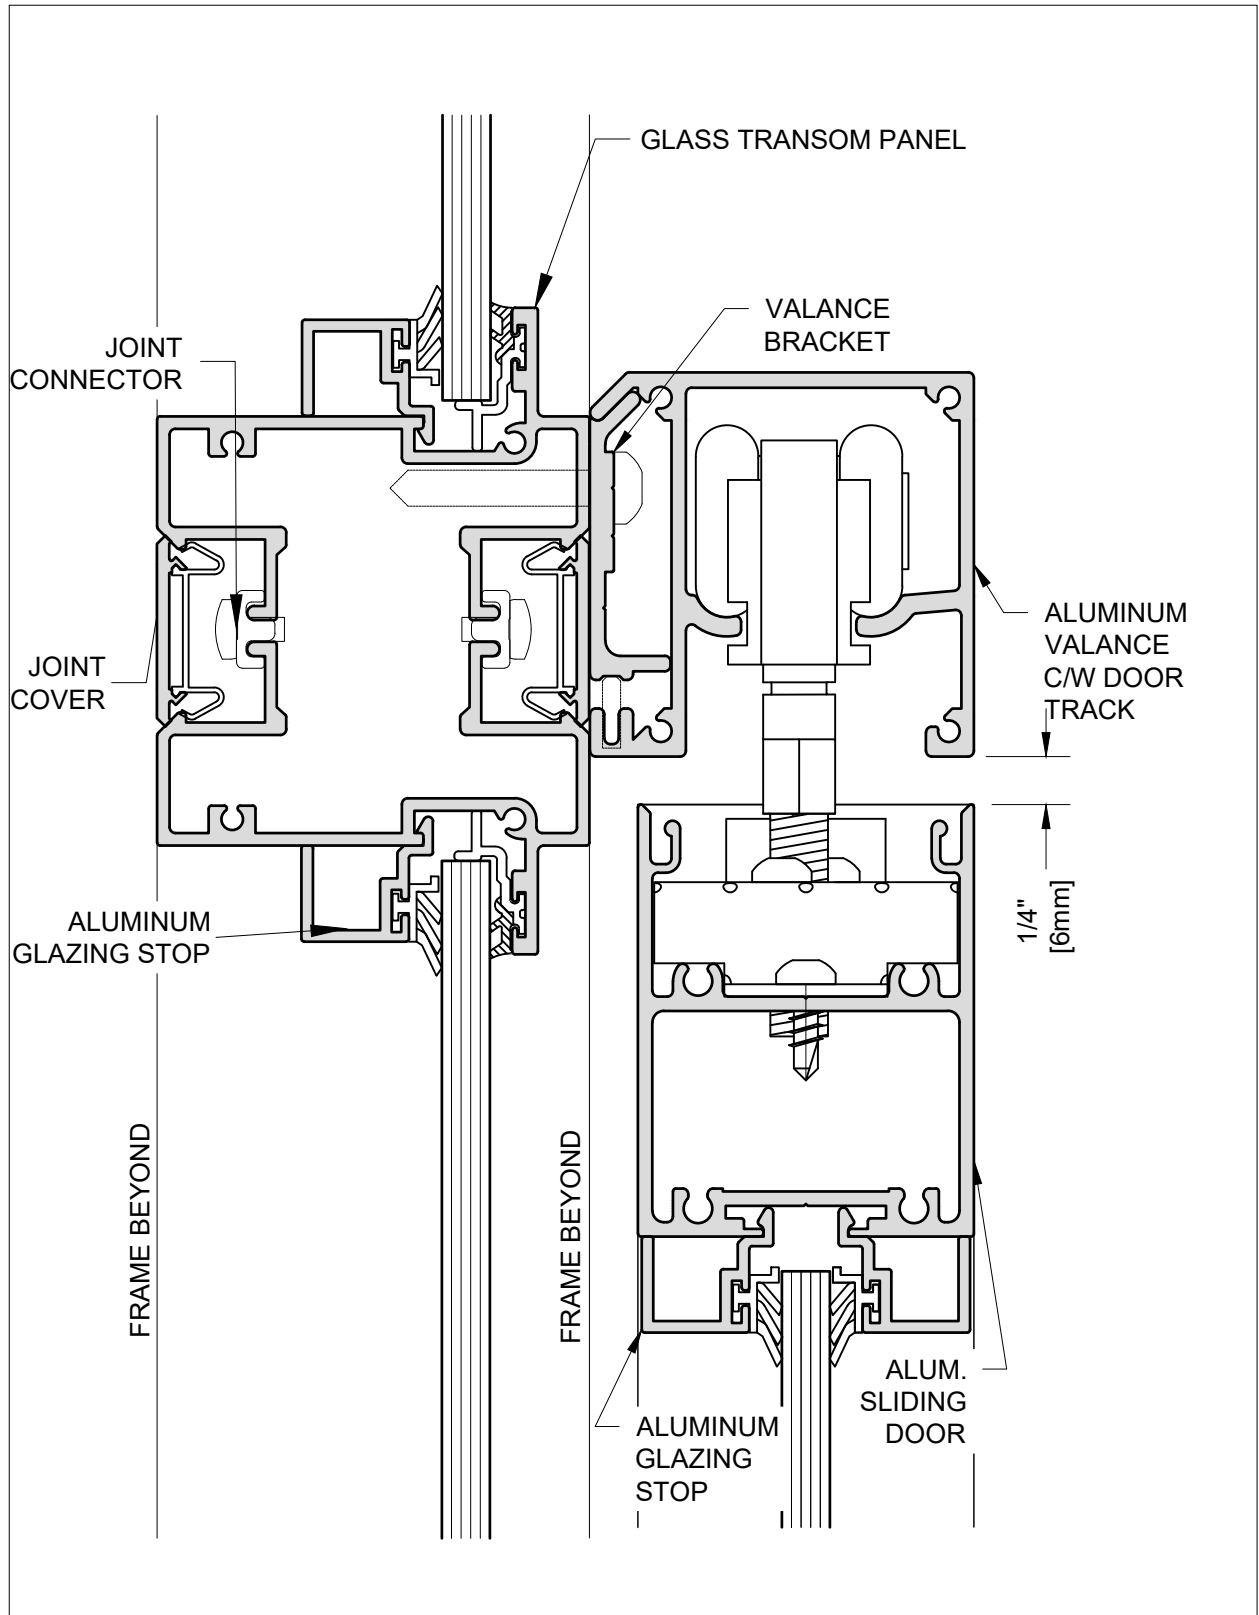 GLASS TRANSOM PANEL
VALANCE
BRACKET
JOINT
CONNECTOR
ALUMINUM
VALANCE
C/W DOOR
TRACK
JOINT
COVER
1/4"
[6mm]
ALUMINUM
GLAZING STOP
FRAME BEYOND
FRAME BEYOND
ALUM.
SLIDING
DOOR
ALUMINUM
GLAZING
STOP